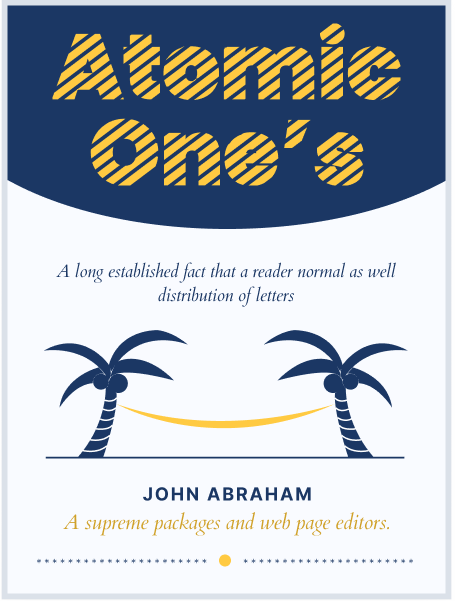 Atomic
One's
A long established fact that a reader normal as well
distribution of letters
JOHN ABRAHAM
A supreme packages and web page editors.